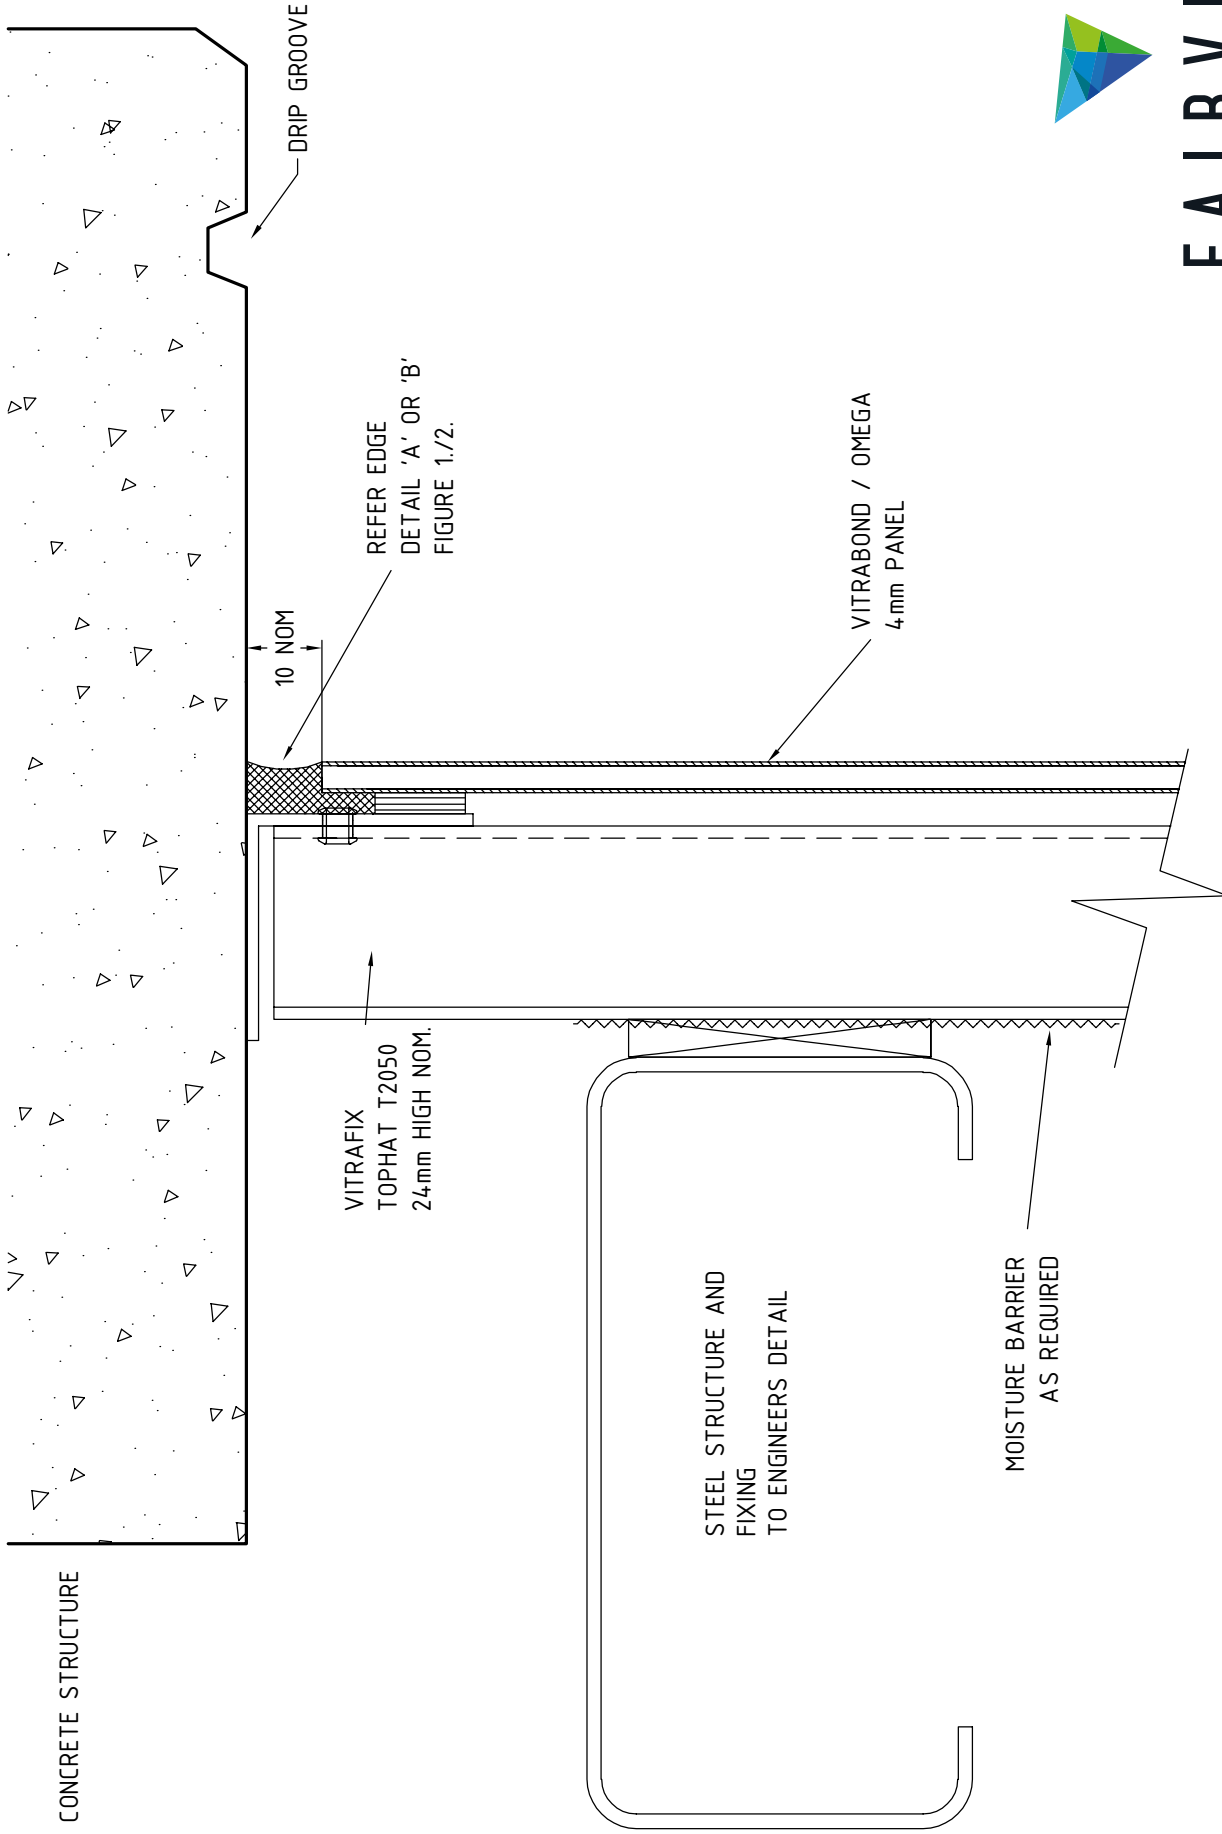 CONCRETE STRUCTURE
DRIP GROOVE
REFER EDGE
DETAIL 'A' OR 'B'
FIGURE 1./2.
10 NOM
VITRABOND / OMEGA
4mm PANEL
VITRAFIX
TOPHAT T2050
24mm HIGH NOM.
STEEL STRUCTURE AND
FIXING
TO ENGINEERS DETAIL
MOISTURE BARRIER
AS REQUIRED